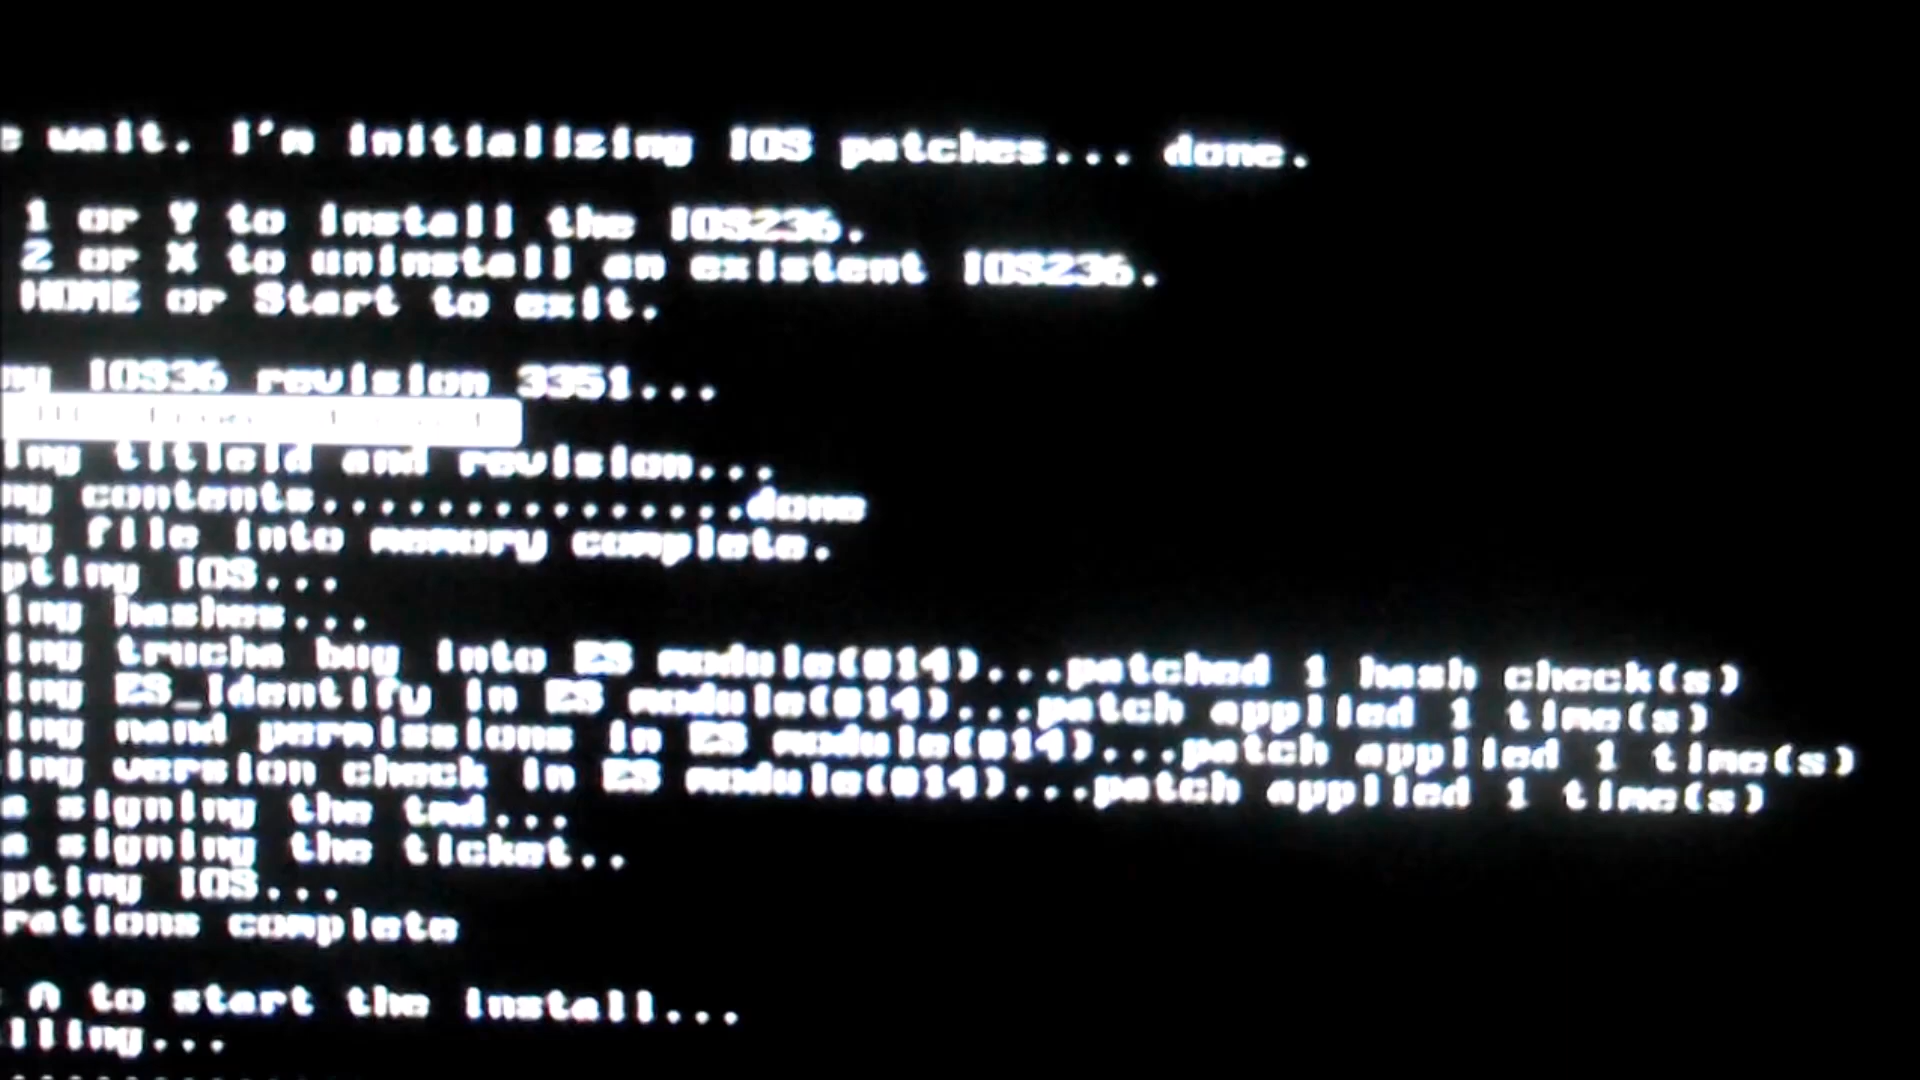 wait. I'm initializing IOS patches... done.
1 or Y to install the IOS236.
2 or X to uninstall an existent IOS236.
HOME or Start to exit.
IOS36 revision 3351...
titleid and revision...
contents................done
file into memory complete.
IOS...
hashes...
trucha bug into ES module(@14)...patched 1 hash check(s)
ES_Identify in ES module(@14)...patch applied 1 time(s)
nand permissions in ES module(@14)...patch applied 1 time(s)
version check in ES module(@14)...patch applied 1 time(s)
signing the tmd...
signing the ticket..
IOS...
complete
A to start the install...